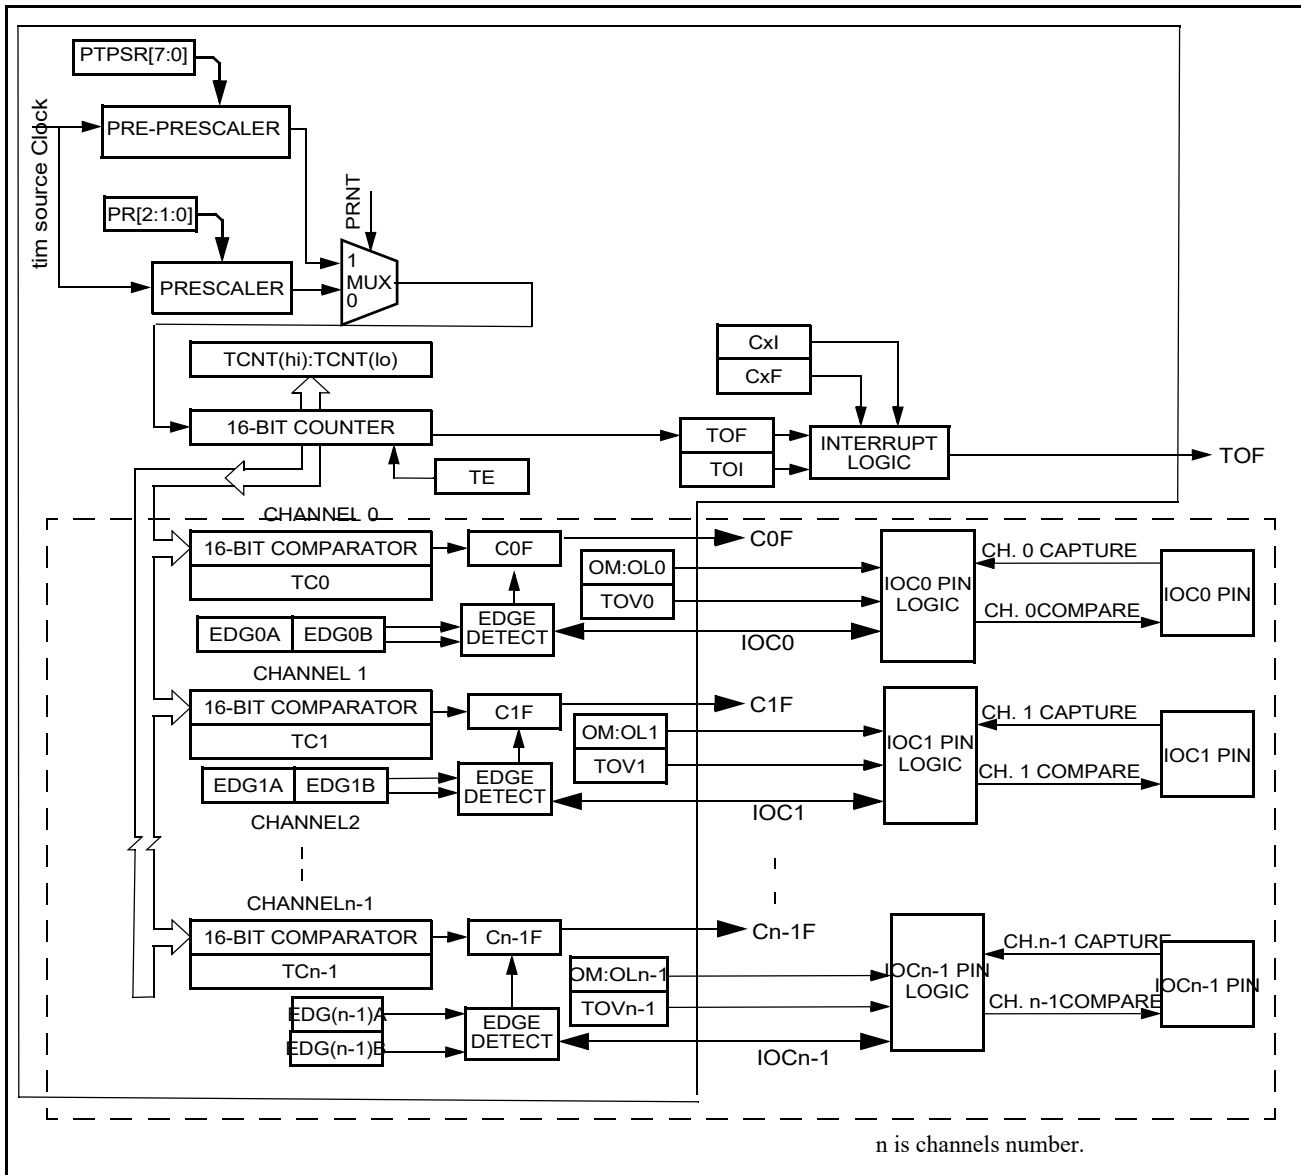 PTPSR[7:0]
tim source Clock
PRE-PRESCALER
PR[2:1:0]
PRNT
PRESCALER
1
MUX
0
TCNT(hi):TCNT(lo)
CxI
CxF
16-BIT COUNTER
TOF
TOI
INTERRUPT
LOGIC
TOF
TE
CHANNEL 0
16-BIT COMPARATOR
TC0
C0F
C0F
OM:OL0
TOV0
IOC0 PIN
LOGIC
CH. 0 CAPTURE
CH. 0COMPARE
IOC0 PIN
EDG0A
EDG0B
EDGE
DETECT
IOC0
CHANNEL 1
16-BIT COMPARATOR
TC1
C1F
C1F
OM:OL1
TOV1
IOC1 PIN
LOGIC
CH. 1 CAPTURE
CH. 1 COMPARE
IOC1 PIN
EDG1A
EDG1B
EDGE
DETECT
IOC1
CHANNEL2
CHANNELn-1
16-BIT COMPARATOR
TCn-1
Cn-1F
Cn-1F
OM:OLn-1
TOVn-1
IOCn-1 PIN
LOGIC
CH.n-1 CAPTURE
CH. n-1COMPARE
IOCn-1 PIN
EDG(n-1)A
EDG(n-1)B
EDGE
DETECT
IOCn-1
n is channels number.